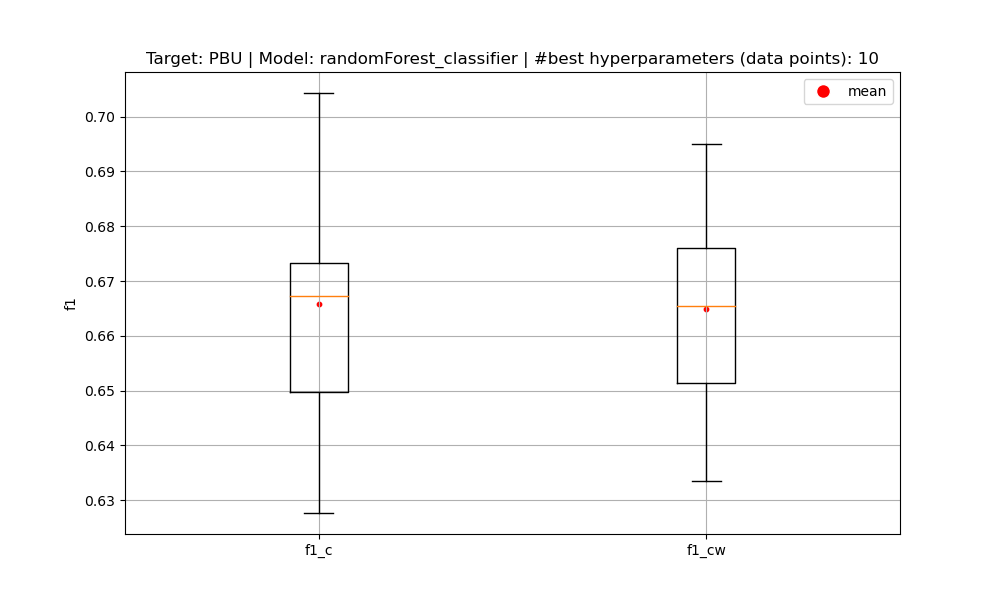 Target: PBU | Model: randomForest_classifier | #best hyperparameters (data points): 10
mean
0.70
0.69
0.68
0.67
0.66
0.65
0.64
0.63
f1
f1_c
f1_cw